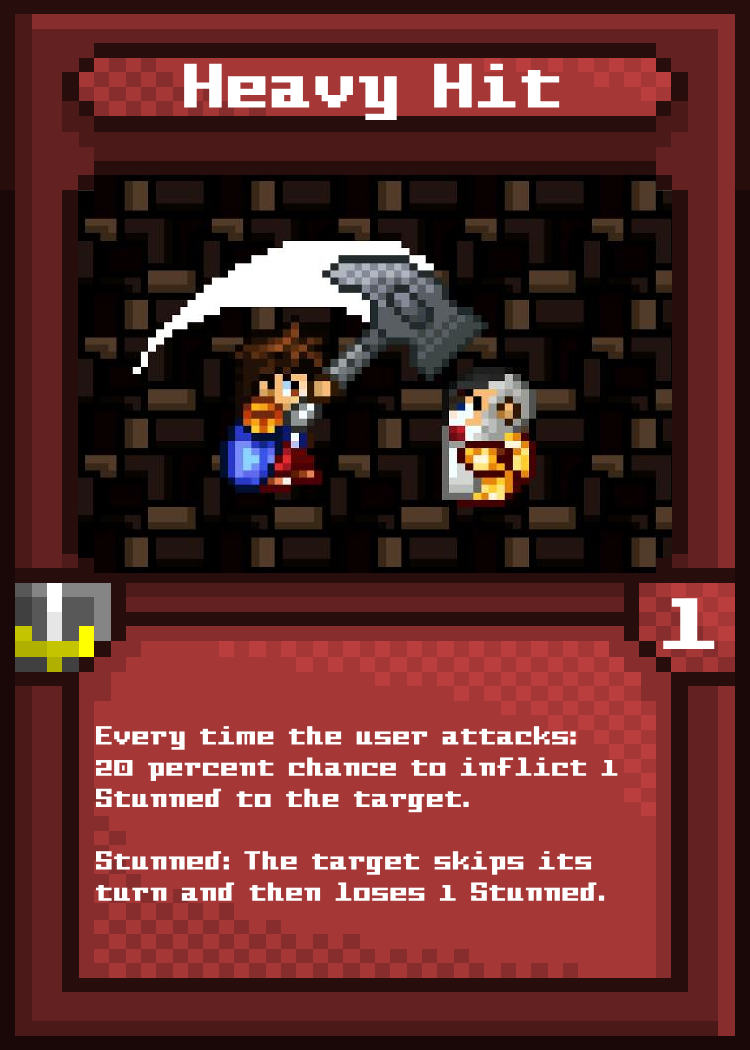 Heavy Hit
1
Every time the user attacks:
20 percent chance to inflict 1
Stunned to the target.
Stunned: The target skips its
turn and then loses 1 Stunned.